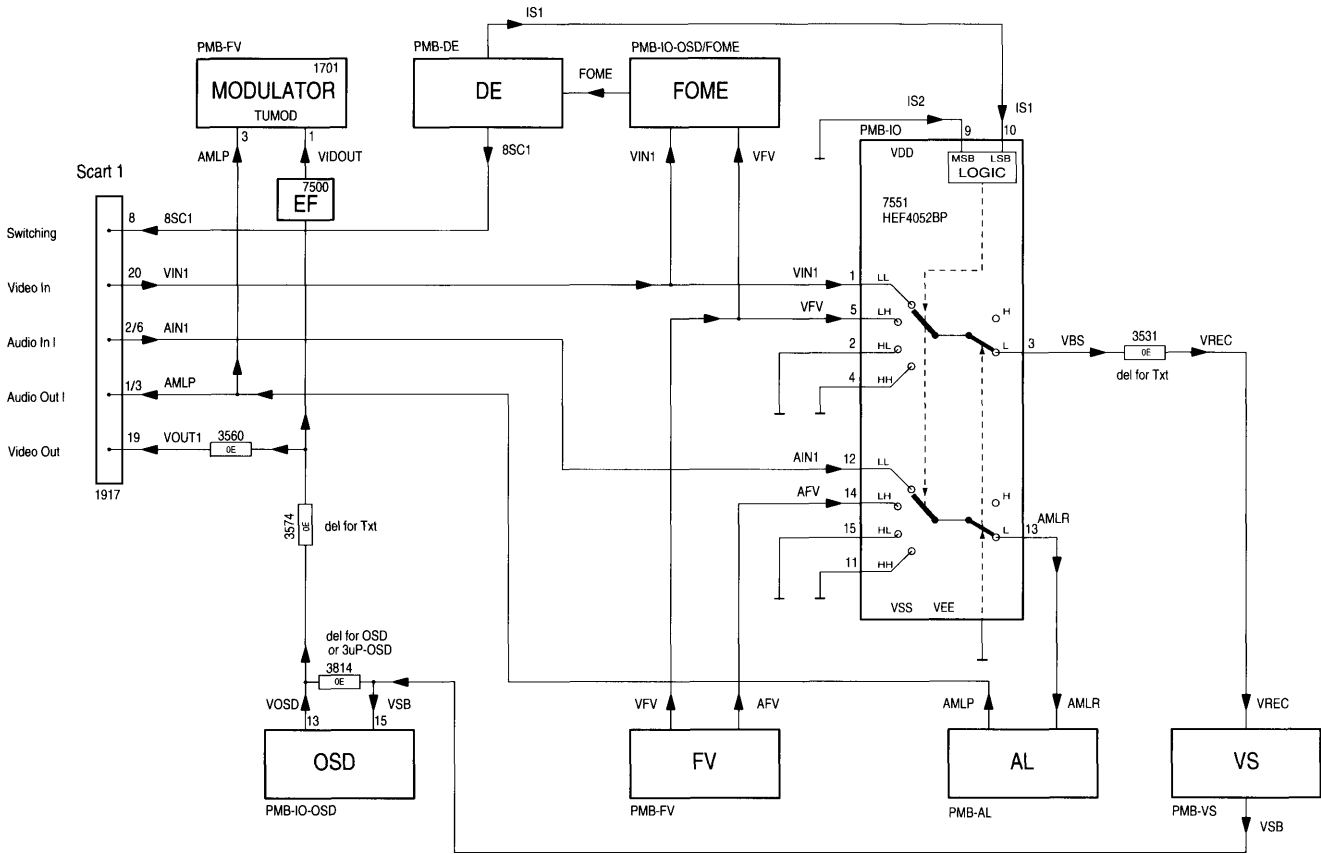 IS1
PMB-FV
PMB-DE
PMB-IO-OSD/FOME
1701
MODULATOR
TUMOD
DE
FOME
FOME
3
1
AMLP
VIDOUT
8SC1
VIN1
VFV
IS2
IS1
PMB-IO
9
10
VDD
MSB
LSB
LOGIC
7551
HEF4052BP
Scart 1
7500
EF
Switching
8
8SC1
Video In
20
VIN1
VIN1
1
LL
VFV
5
LH
H
Audio In I
2/6
AIN1
2
HL
L
3
VBS
3531
0E
VREC
del for Txt
4
HH
Audio Out I
1/3
AMLP
Video Out
19
VOUT1
3560
0E
AIN1
12
LL
1917
AFV
14
LH
H
3574
0E
del for Txt
15
HL
L
13
AMLR
11
HH
VSS
VEE
del for OSD
or 3uP-OSD
3814
0E
VOSD
13
VSB
15
VFV
AFV
AMLP
AMLR
VREC
OSD
FV
AL
VS
PMB-IO-OSD
PMB-FV
PMB-AL
PMB-VS
VSB